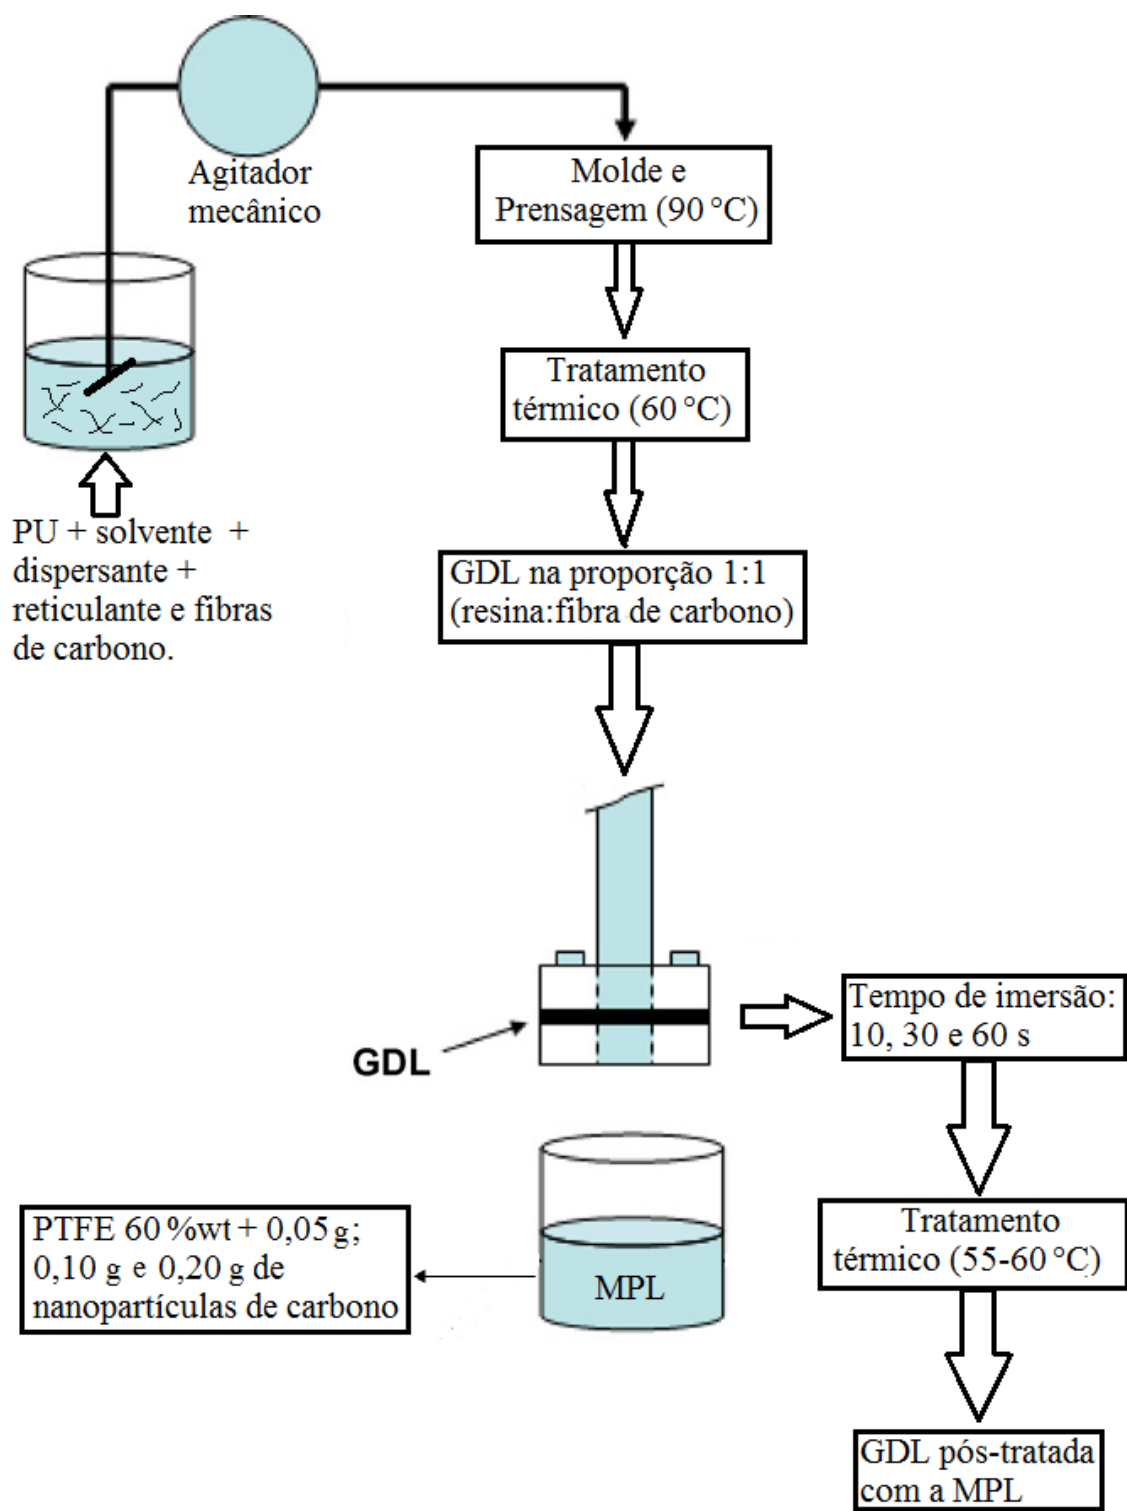 Agitador
mecânico
Molde e
Prensagem (90 °C)
Tratamento
térmico (60 °C)
PU + solvente +
dispersante +
reticulante e fibras
de carbono.
GDL na proporção 1:1
(resina:fibra de carbono)
GDL
Tempo de imersão:
10, 30 e 60 s
PTFE 60 %wt + 0,05 g;
0,10 g e 0,20 g de
nanopartículas de carbono
MPL
Tratamento
térmico (55-60 °C)
GDL pós-tratada
com a MPL